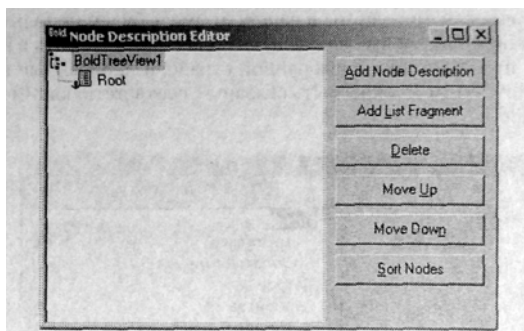 Bold Node Description Editor
BoldTreeView1
Root
Add Node Description
Add List Fragment
Delete
Move Up
Move Down
Sort Nodes